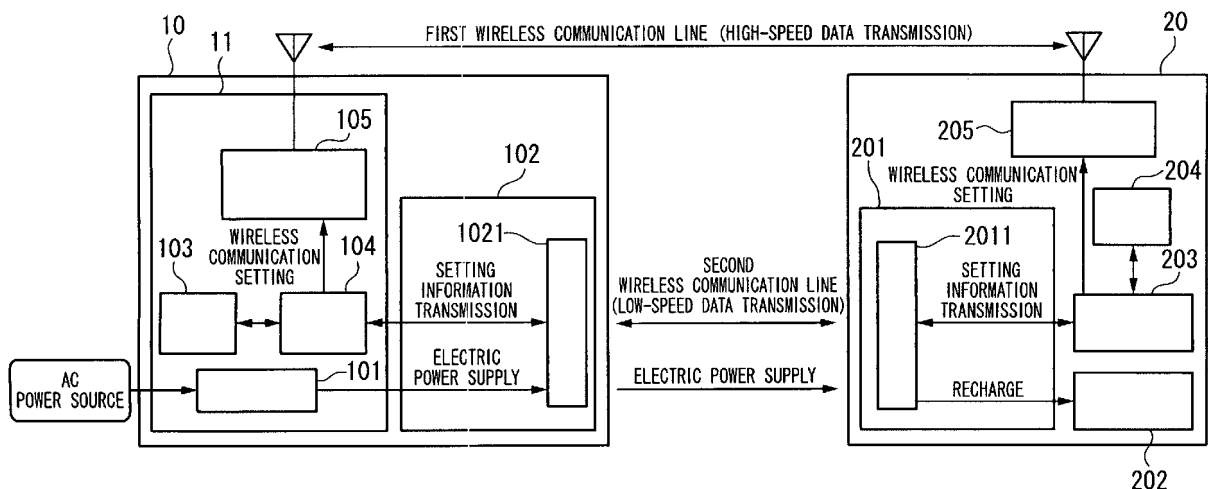 10
11
FIRST WIRELESS COMMUNICATION LINE (HIGH-SPEED DATA TRANSMISSION)
20
105
102
1021
103
WIRELESS
COMMUNICATION
SETTING
104
SETTING
INFORMATION
TRANSMISSION
AC
POWER SOURCE
101
ELECTRIC
POWER SUPPLY
SECOND
WIRELESS COMMUNICATION LINE
(LOW-SPEED DATA TRANSMISSION)
ELECTRIC POWER SUPPLY
205
201
WIRELESS COMMUNICATION
SETTING
204
2011
SETTING
INFORMATION
TRANSMISSION
203
RECHARGE
202